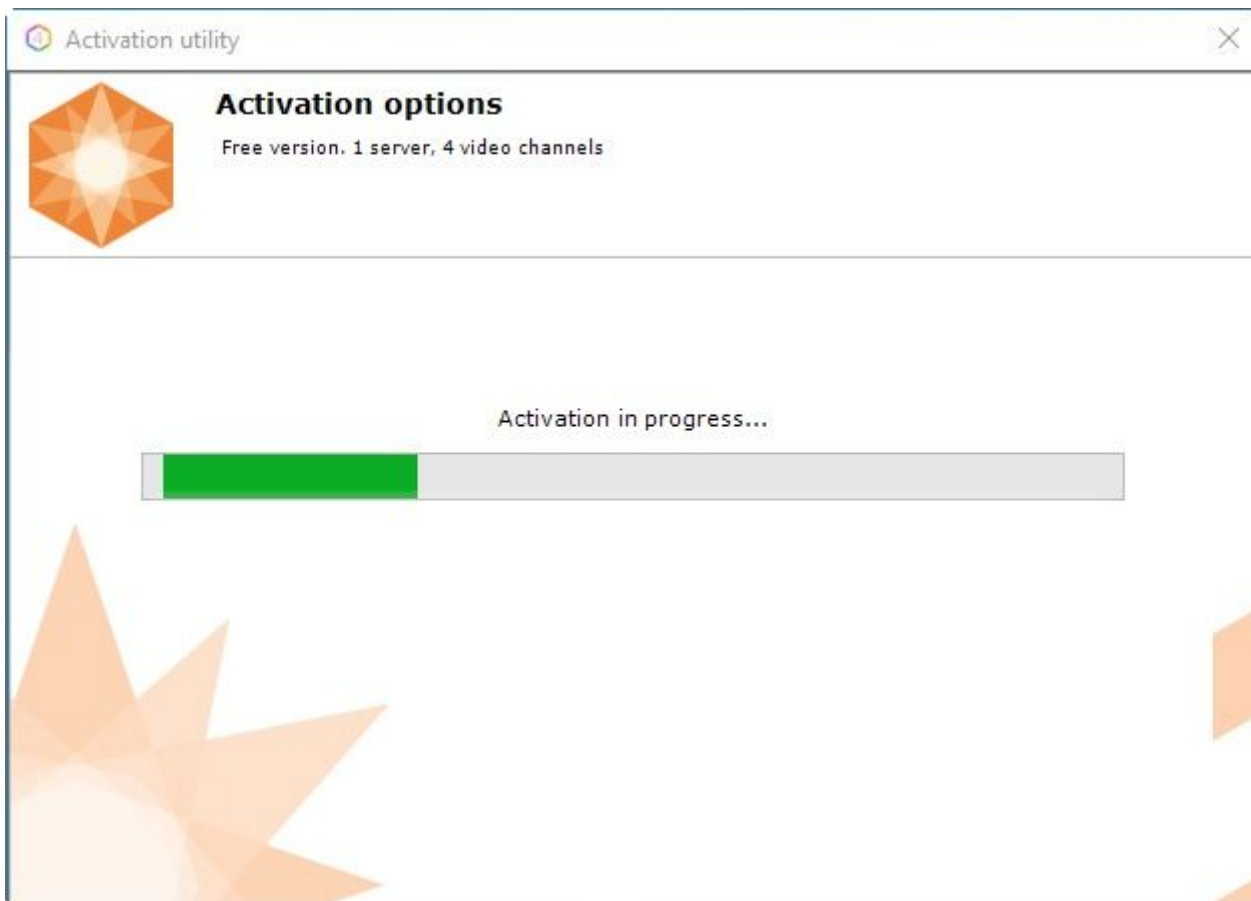 Activation utility
Activation options
Free version. 1 server, 4 video channels
Activation in progress...